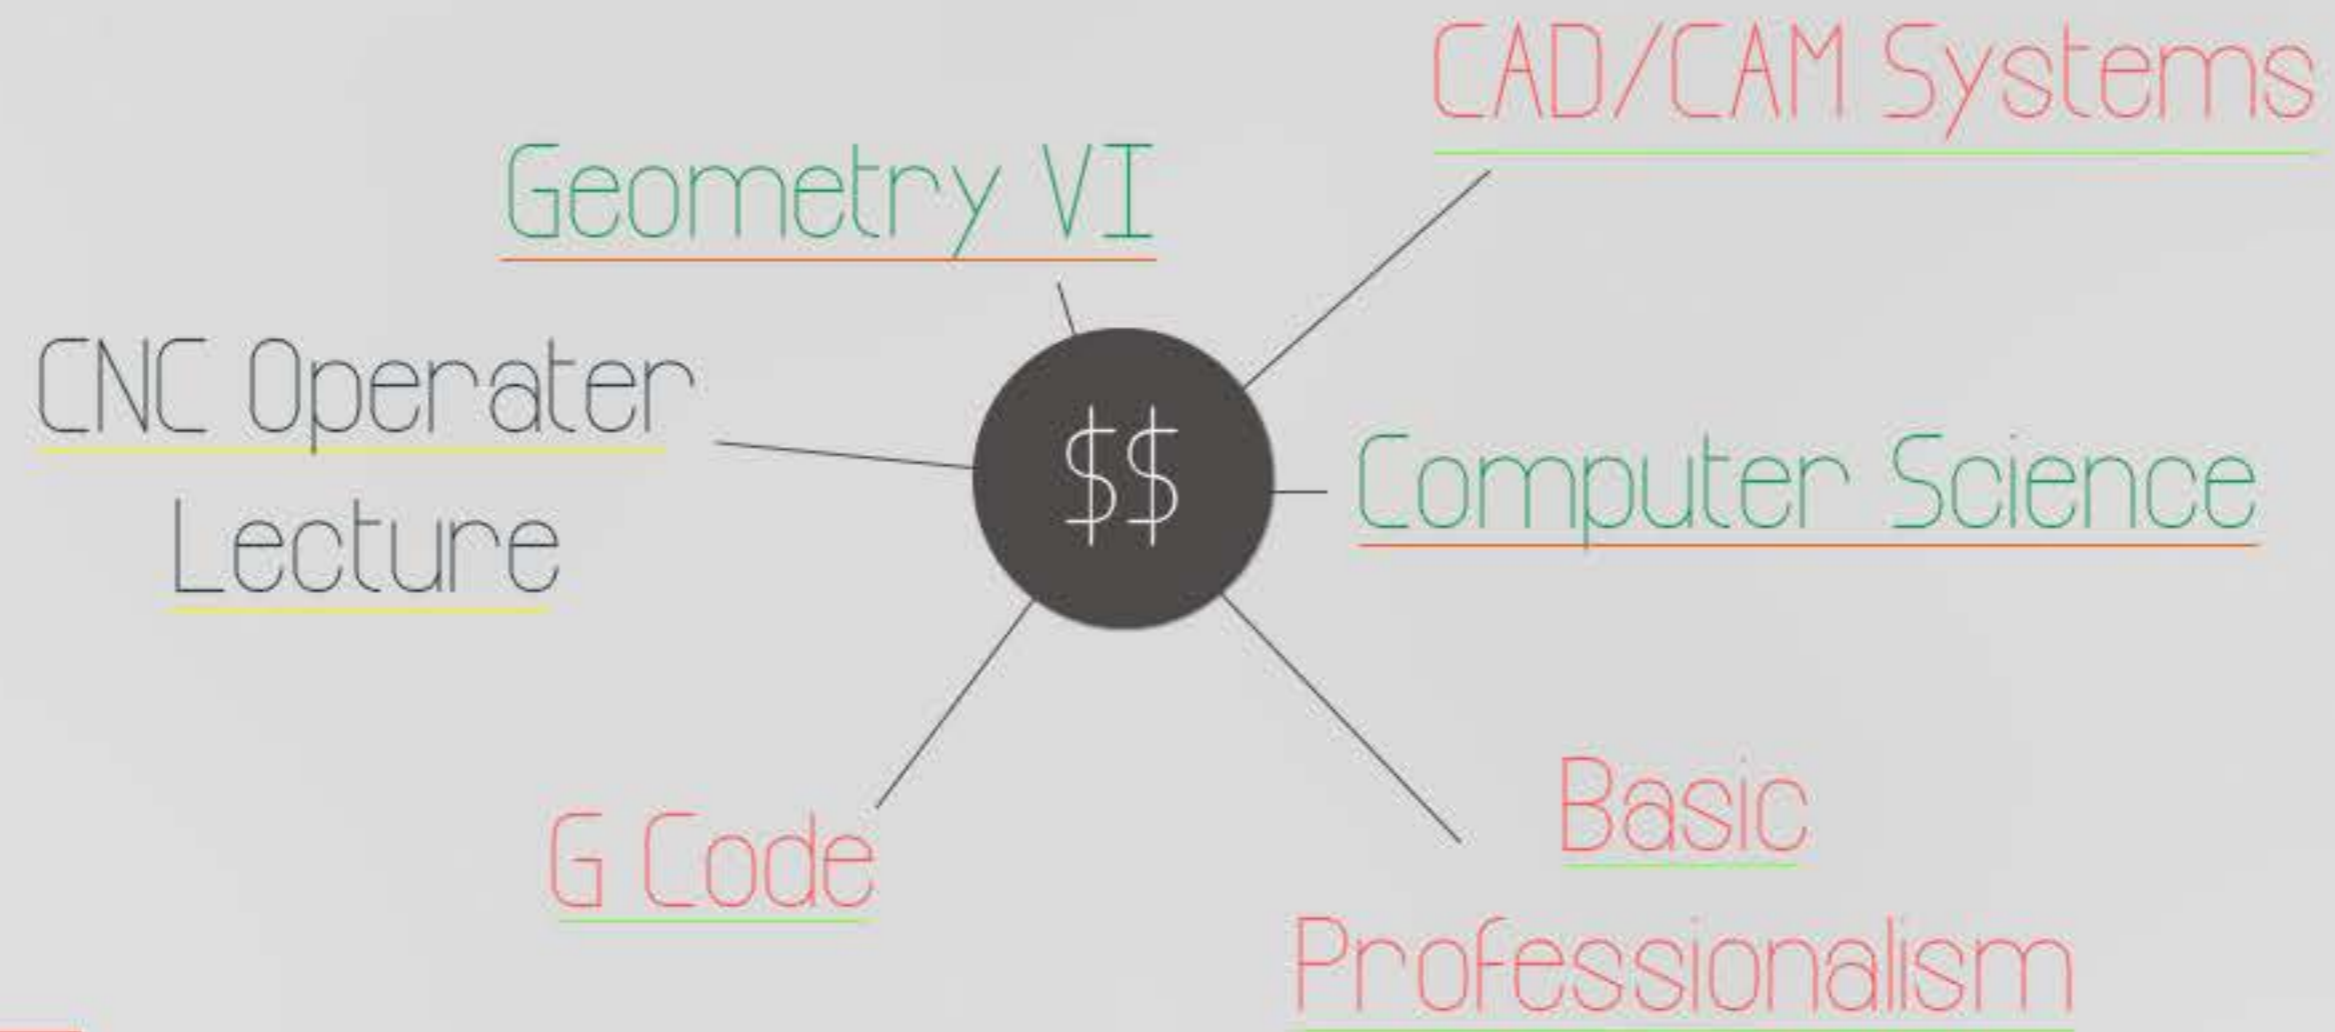 CAD/CAM Systems
Geometry VI
CNC Operater
Lecture
$$
Computer Science
G Code
Basic
Professionalism